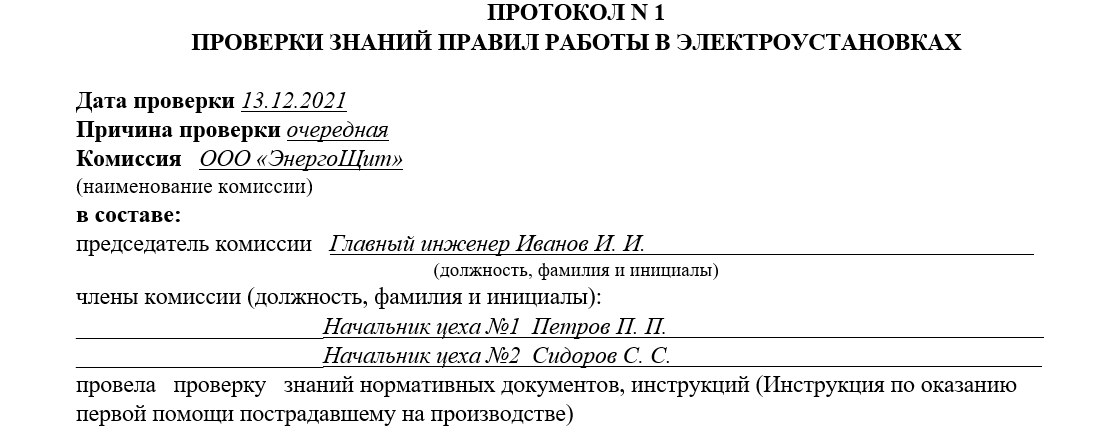 ПРОТОКОЛ N 1
ПРОВЕРКИ ЗНАНИЙ ПРАВИЛ РАБОТЫ В ЭЛЕКТРОУСТАНОВКАХ
Дата проверки 13.12.2021
Причина проверки очередная
Комиссия ООО «ЭнергоЩит»
(наименование комиссии)
в составе:
председатель комиссии Главный инженер Иванов И. И.
(должность, фамилия и инициалы)
члены комиссии (должность, фамилия и инициалы):
Начальник цеха №1 Петров П. П.
Начальник цеха №2 Сидоров С. С.
провела проверку знаний нормативных документов, инструкций (Инструкция по оказанию
первой помощи пострадавшему на производстве)